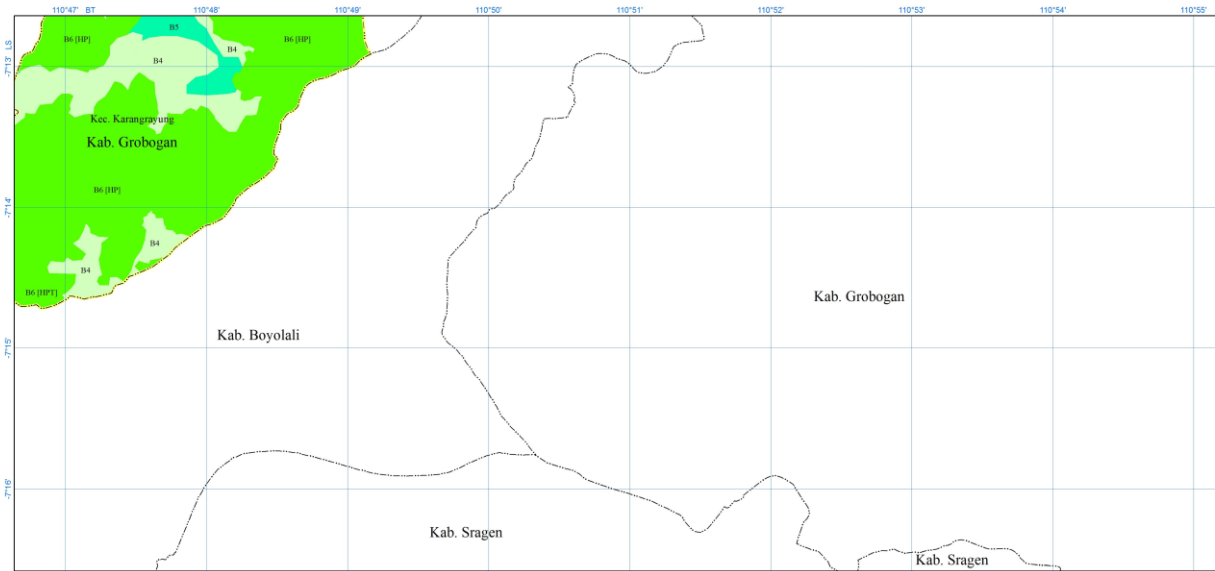 110°47' BT
110°48'
110°49'
110°50'
110°51'
110°52'
110°53'
110°54'
110°55'
B5
B6 [HP]
B4
B6 [HP]
B4
-7°13' LS
Kec. Karangrayung
Kab. Grobogan
B6 [HP]
-7°14'
B4
B4
B6 [HPT]
Kab. Grobogan
Kab. Boyolali
-7°15'
-7°16'
Kab. Sragen
Kab. Sragen